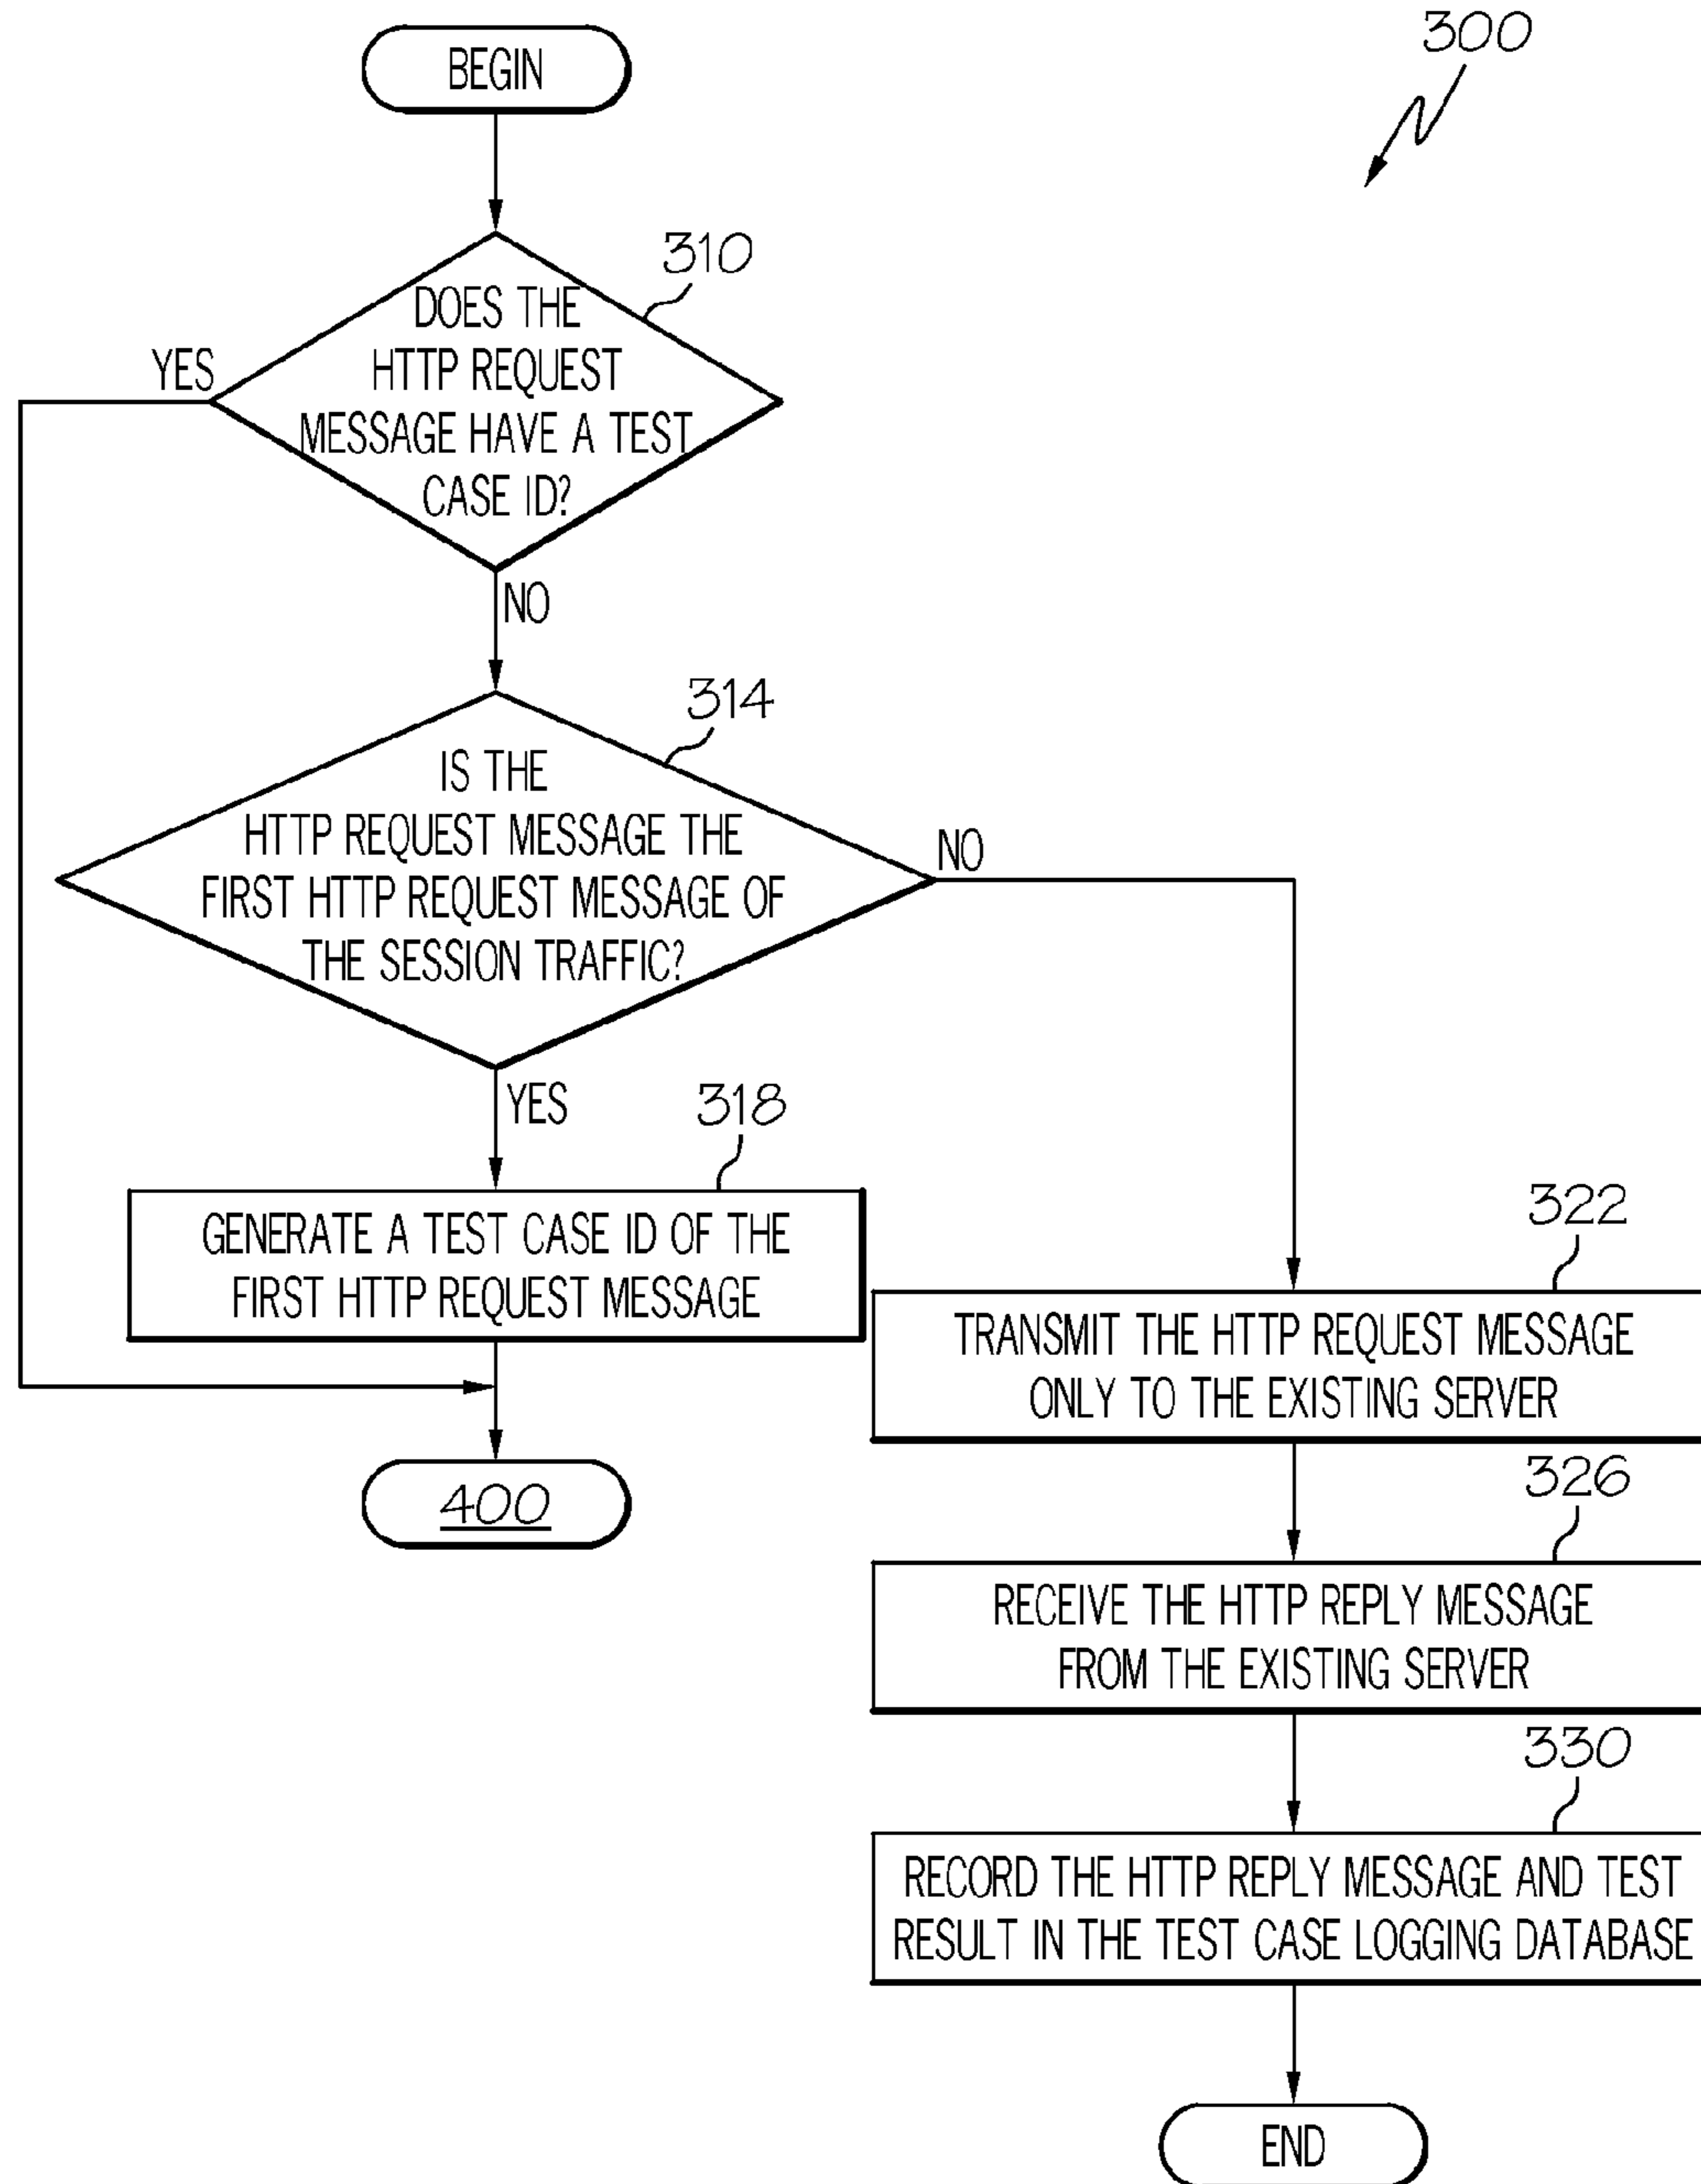 300
BEGIN
310
DOES THE
HTTP REQUEST
MESSAGE HAVE A TEST
CASE ID?
YES
NO
314
IS THE
HTTP REQUEST MESSAGE THE
FIRST HTTP REQUEST MESSAGE OF
THE SESSION TRAFFIC?
NO
YES
318
GENERATE A TEST CASE ID OF THE
FIRST HTTP REQUEST MESSAGE
400
322
TRANSMIT THE HTTP REQUEST MESSAGE
ONLY TO THE EXISTING SERVER
326
RECEIVE THE HTTP REPLY MESSAGE
FROM THE EXISTING SERVER
330
RECORD THE HTTP REPLY MESSAGE AND TEST
RESULT IN THE TEST CASE LOGGING DATABASE
END